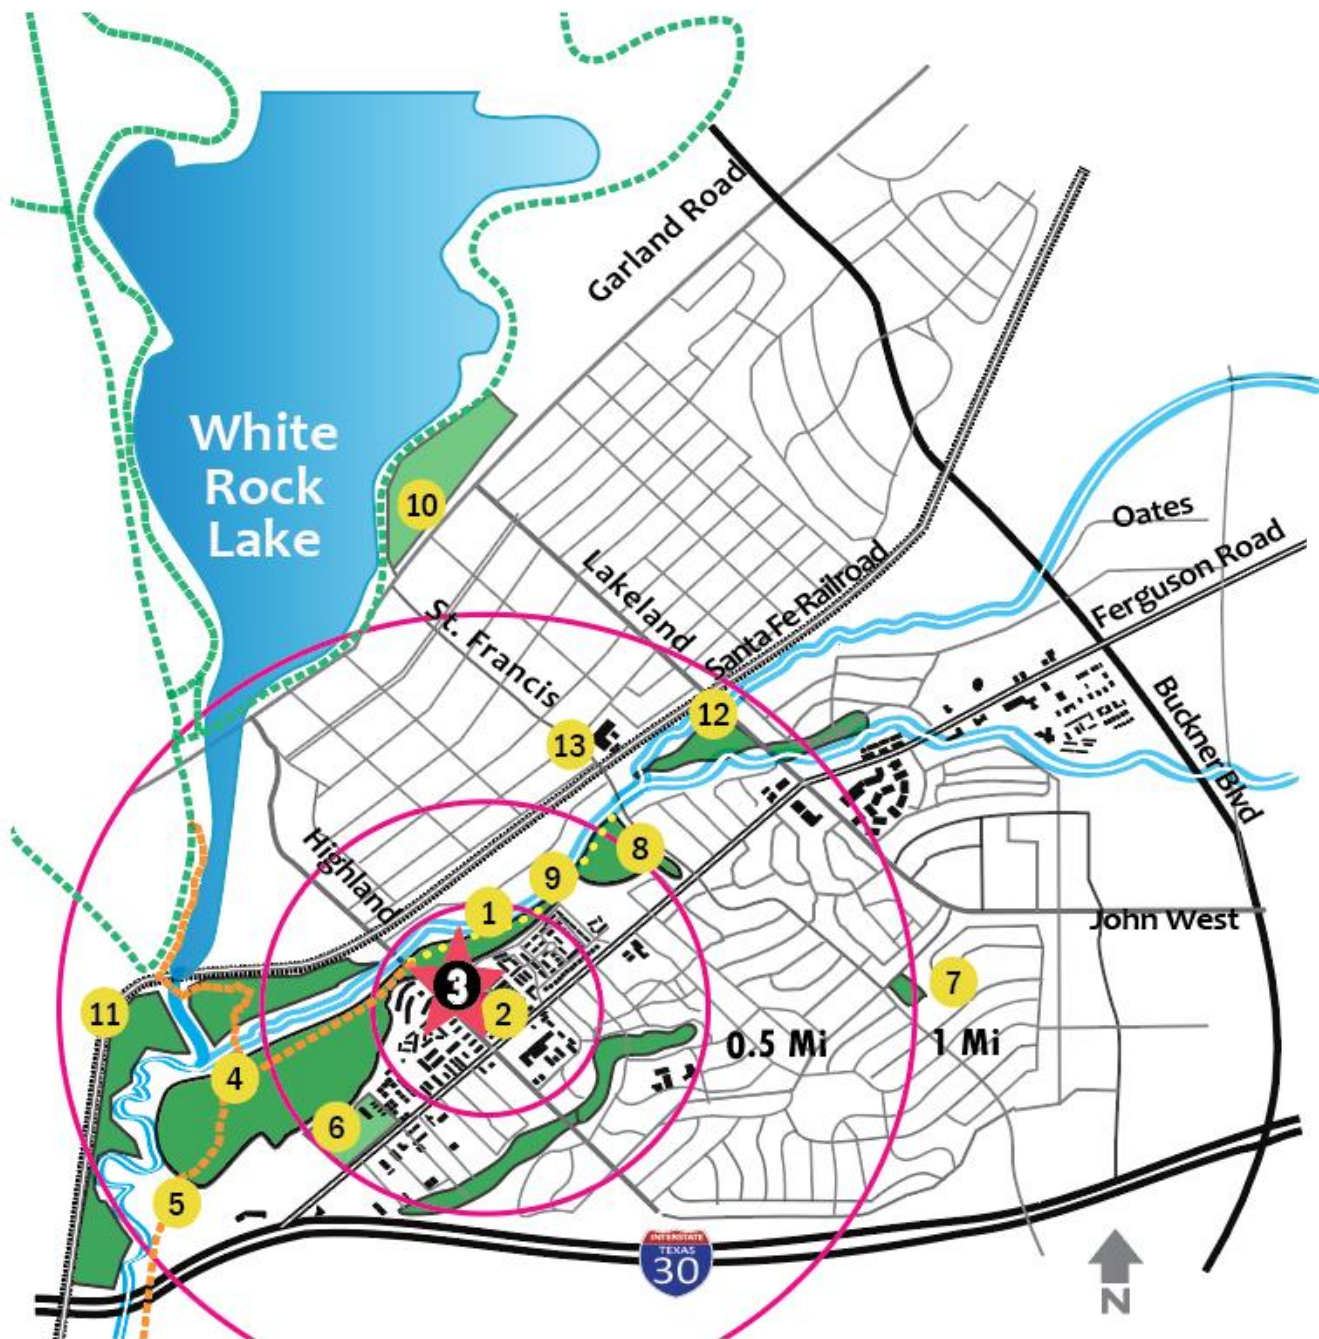 Garland Road
White
Rock
Lake
10
Oates
Ferguson Road
Lakeland
Santa Fe Railroad
St. Francis
12
13
Buckner Blvd
Highland
8
9
1
John West
3
7
2
11
0.5 Mi
1 Mi
4
6
5
INTERSTATE
TEXAS
30
N